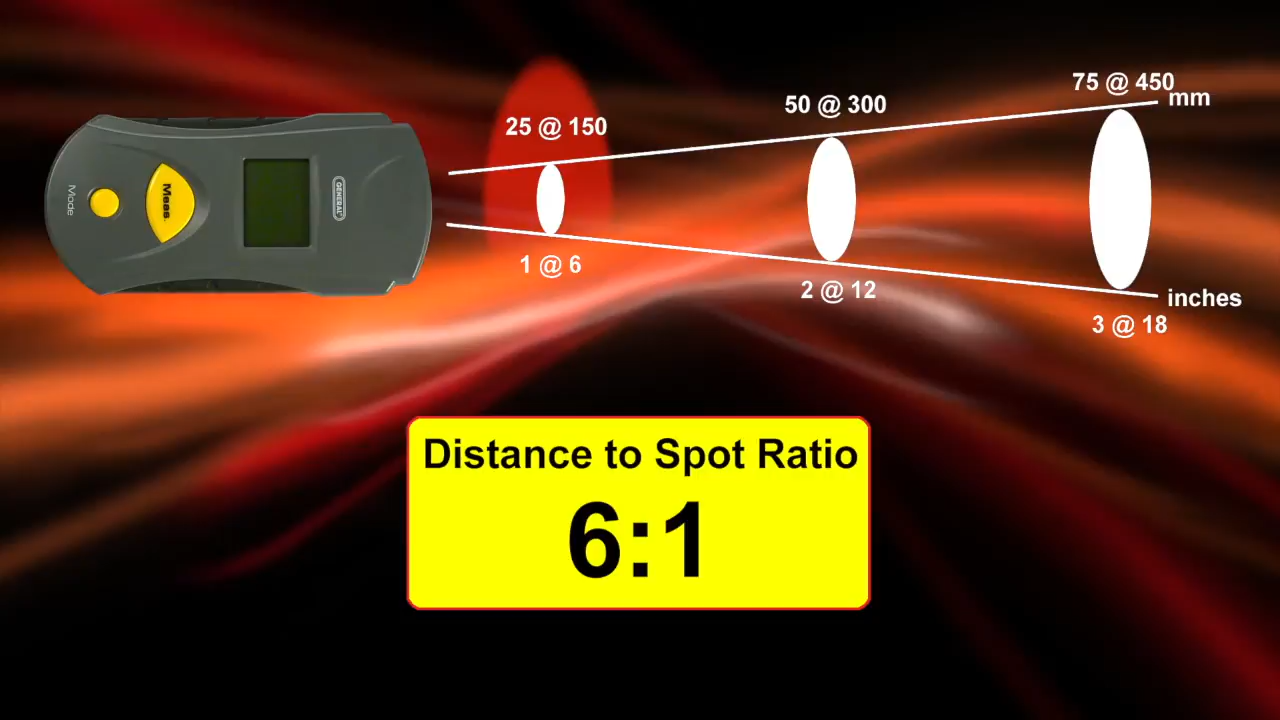 75 @ 450
mm
50 @ 300
25 @ 150
Mode
Meas.
GENERAL
1 @ 6
2 @ 12
inches
3 @ 18
Distance to Spot Ratio
6:1